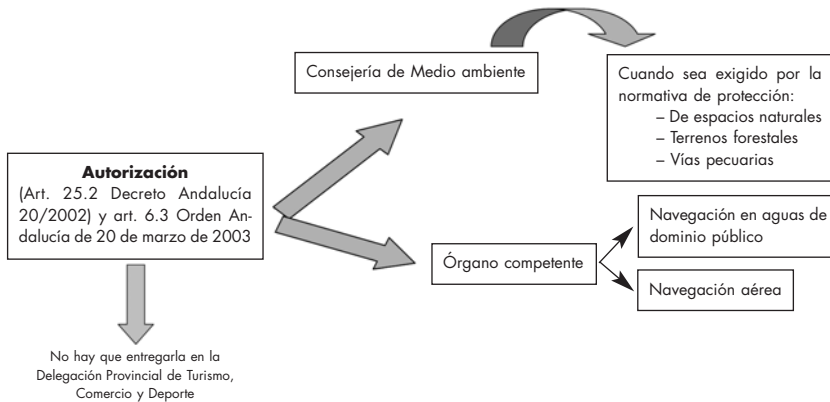 Consejería de Medio ambiente
Cuando sea exigido por la
normativa de protección:
– De espacios naturales
– Terrenos forestales
– Vías pecuarias
Autorización
(Art. 25.2 Decreto Andalucía
20/2002) y art. 6.3 Orden An-
dalucía de 20 de marzo de 2003
Órgano competente
Navegación en aguas de
dominio público
Navegación aérea
No hay que entregarla en la
Delegación Provincial de Turismo,
Comercio y Deporte